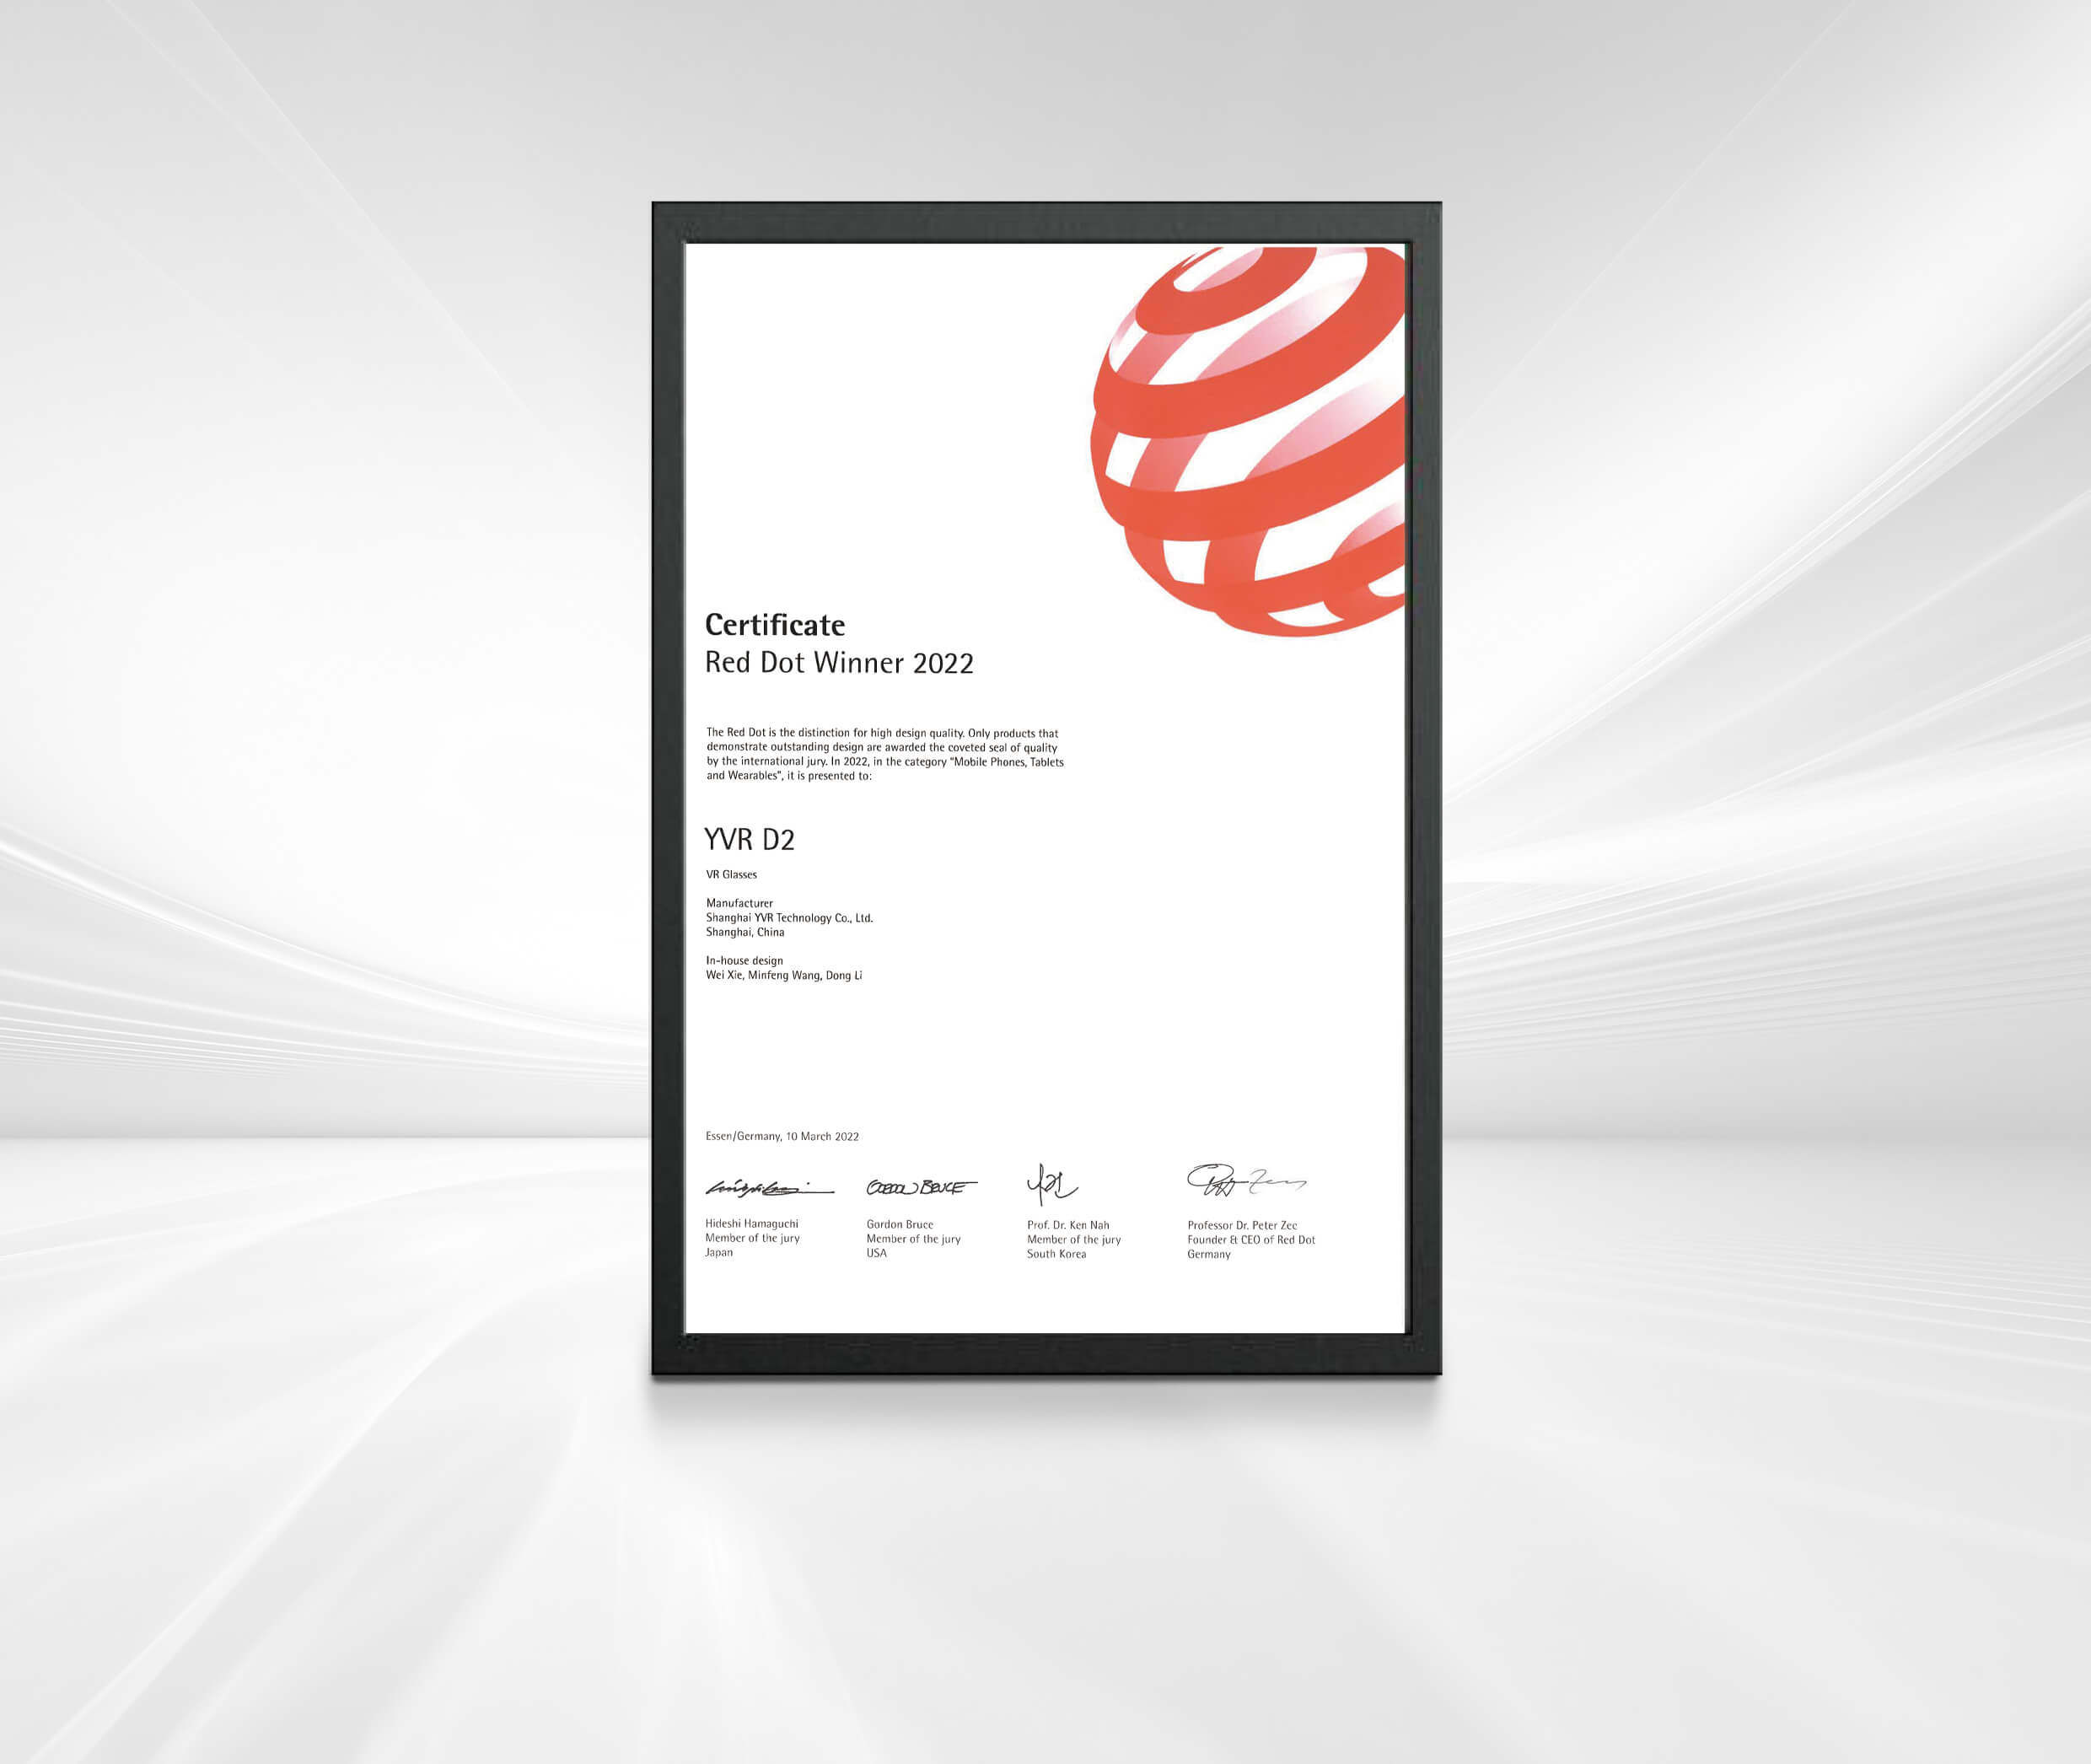 Certificate
Red Dot Winner 2022
The Red Dot is the distinction for high design quality. Only products that
demonstrate outstanding design are awarded the coveted seal of quality
by the international jury. In 2022, in the category "Mobile Phones, Tablets
and Wearables", it is presented to:
YVR D2
VR Glasses
Manufacturer
Shanghai YVR Technology Co., Ltd.
Shanghai, China
In-house design
Wei Xie, Minfeng Wang, Dong Li
Essen/Germany, 10 March 2022
GORDON BRUCE
Hideshi Hamaguchi
Member of the jury
Japan
Gordon Bruce
Member of the jury
USA
Prof. Dr. Ken Nah
Member of the jury
South Korea
Professor Dr. Peter Zec
Founder & CEO of Red Dot
Germany